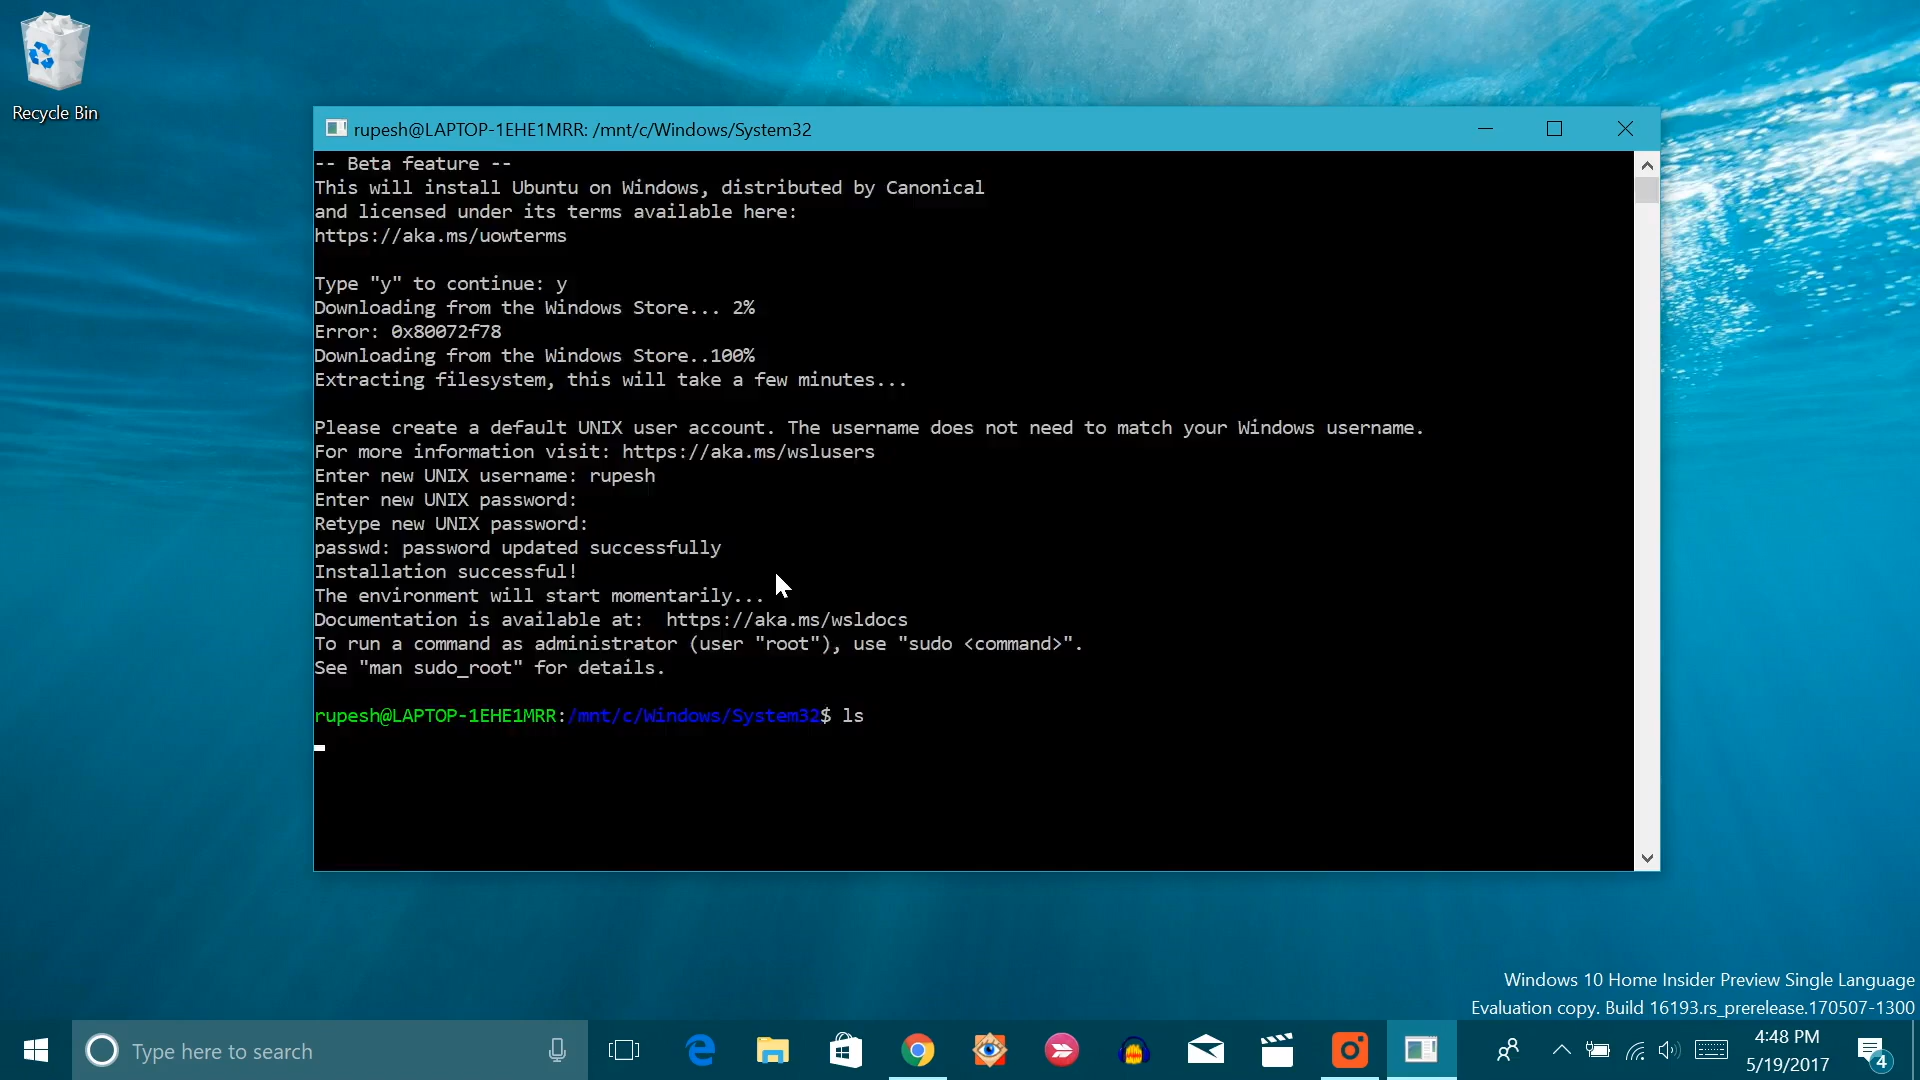 Recycle Bin
rupesh@LAPTOP-1EHE1MRR: /mnt/c/Windows/System32
-- Beta feature --
This will install Ubuntu on Windows, distributed by Canonical
and licensed under its terms available here:
https://aka.ms/uowterms
Type "y" to continue: y
Downloading from the Windows Store... 2%
Error: 0x80072f78
Downloading from the Windows Store..100%
Extracting filesystem, this will take a few minutes...
Please create a default UNIX user account. The username does not need to match your Windows username.
For more information visit: https://aka.ms/wslusers
Enter new UNIX username: rupesh
Enter new UNIX password:
Retype new UNIX password:
passwd: password updated successfully
Installation successful!
The environment will start momentarily...
Documentation is available at:  https://aka.ms/wsldocs
To run a command as administrator (user "root"), use "sudo <command>".
See "man sudo_root" for details.
rupesh@LAPTOP-1EHE1MRR:/mnt/c/Windows/System32$ ls
Windows 10 Home Insider Preview Single Language
Evaluation copy. Build 16193.rs_prerelease.170507-1300
Type here to search
4:48 PM
5/19/2017
4